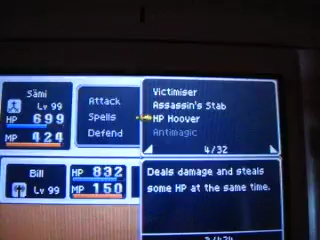 Sámi
Lv 99
HP 699
MP 424
Attack
Spells
Defend
Victimiser
Assassin's Stab
HP Hoover
Antimagic
4/32
Bill
Lv 99
HP 832
MP 150
Deals damage and steals
some HP at the same time.